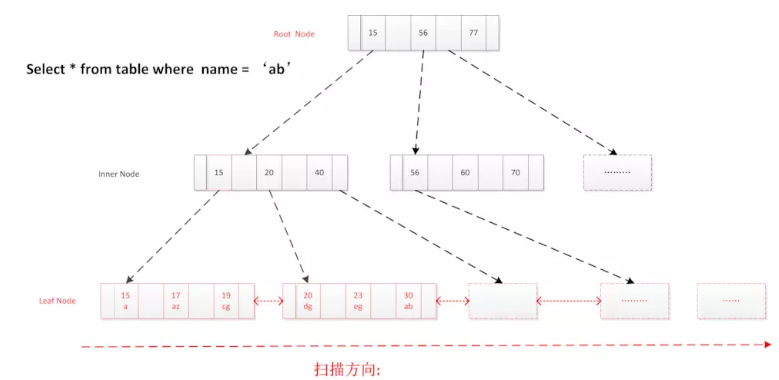 Root Node
15 56 77
Select * from table where name = ‘ab’
Inner Node
15 20 40
56 60 70
………
Leaf Node
15 17 19
a az cg
20 23 30
dg eg ab
………
……
扫描方向: